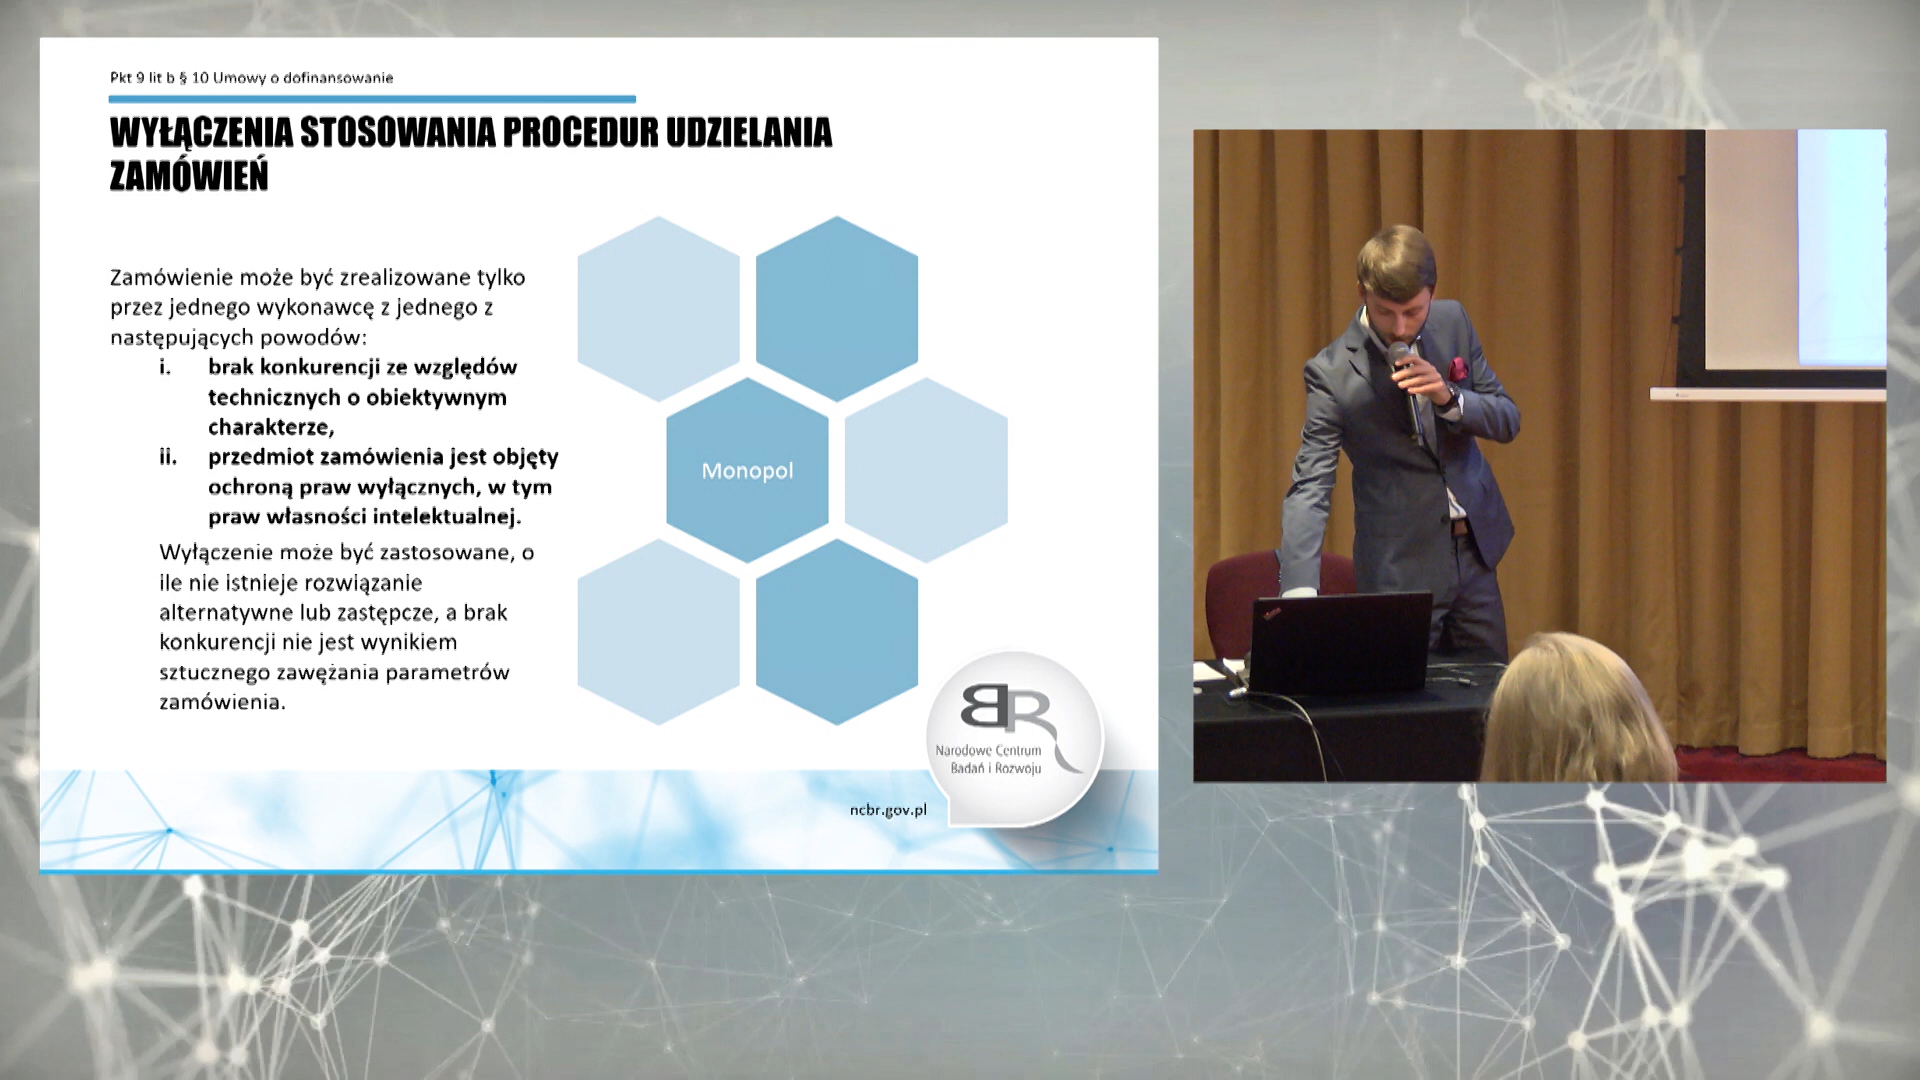 Pkt 9 lit b § 10 Umowy o dofinansowanie
WYŁĄCZENIA STOSOWANIA PROCEDUR UDZIELANIA
ZAMÓWIEŃ
Zamówienie może być zrealizowane tylko
przez jednego wykonawcę z jednego z
następujących powodów:
i. brak konkurencji ze względów
technicznych o obiektywnym
charakterze,
ii. przedmiot zamówienia jest objęty
ochroną praw wyłącznych, w tym
praw własności intelektualnej.
Wyłączenie może być zastosowane, o
ile nie istnieje rozwiązanie
alternatywne lub zastępcze, a brak
konkurencji nie jest wynikiem
sztucznego zawężania parametrów
zamówienia.
Monopol
BR
Narodowe Centrum
Badań i Rozwoju
ncbr.gov.pl